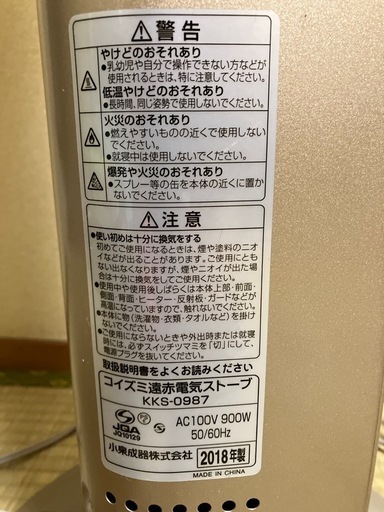 ⚠警告
やけどのおそれあり
●乳幼児や自分で操作できない方などが
使用されるときは、特に注意してください。
低温やけどのおそれあり
●長時間、同じ姿勢で使用しないでください。
火災のおそれあり
●燃えやすいものの近くで使用しない
でください。
●就寝中は使用しないでください。
爆発や火災のおそれあり
●スプレー等の缶を本体の近くに置か
ないでください。
⚠注意
●使い初めは十分に換気をする
初めてご使用になるときは、煙や塗料のニオ
イなどが出ることがあります。これは異常では
ありません。ご使用にともない出なくなりますが、煙やニオイが出た場
合は十分に換気をしてください。
●使用中や使用後しばらくは本体上部・前面・
側面・背面・ヒーター・反射板・ガードなどが
高温になっていますので、触れないでください。
●本体に物(洗濯物・衣類・タオルなど)を掛け
ないでください。
●ご使用にならないときや外出時または就寝
時には、必ずスイッチツマミを「切」にして、
電源プラグを抜いてください。
取扱説明書をよくお読みください
コイズミ遠赤電気ストーブ
KKS-0987
JQA
JQ10129
PS
E
AC100V 900W
50/60Hz
小泉成器株式会社
2018年製
MADE IN CHINA